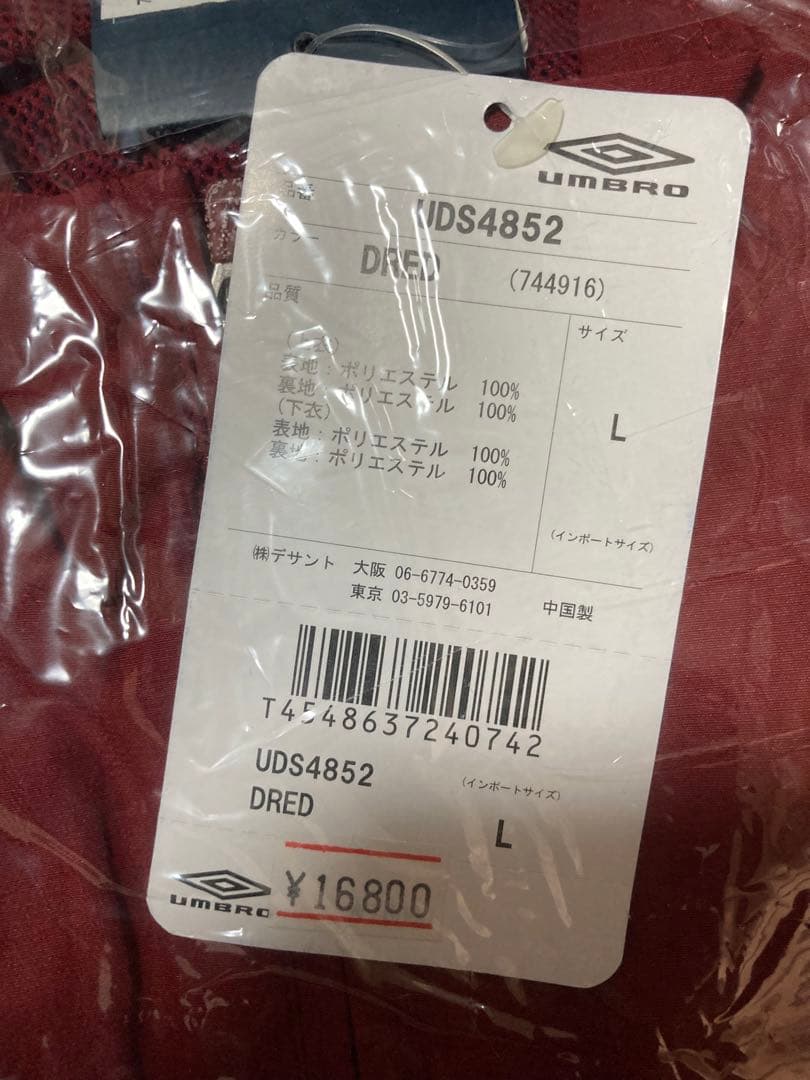 UMBRO
品番
UDS4852
カラー
DRED (744916)
品質
サイズ
L
(上衣)
表地:ポリエステル 100%
裏地:ポリエステル 100%
(下衣)
表地:ポリエステル 100%
裏地:ポリエステル 100%
(インポートサイズ)
㈱デサント 大阪 06-6774-0359
東京 03-5979-6101 中国製
T4548637240742
UDS4852
(インポートサイズ)
DRED
L
UMBRO
¥16800